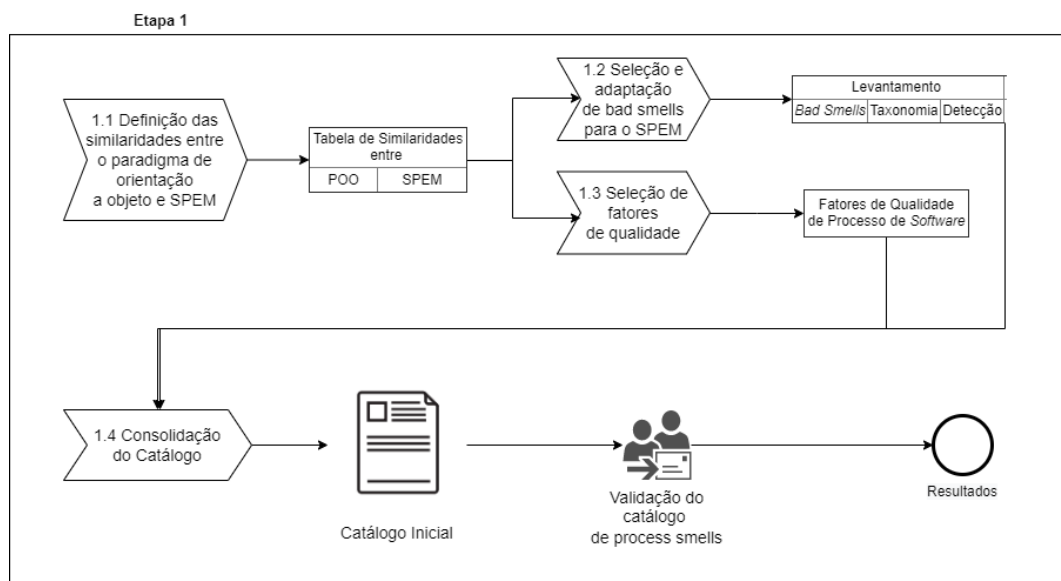 Etapa 1
1.1 Definição das
similaridades entre
o paradigma de
orientação
a objeto e SPEM
Tabela de Similaridades
entre
POO SPEM
1.2 Seleção e
adaptação
de bad smells
para o SPEM
Levantamento
Bad Smells Taxonomia Detecção
1.3 Seleção de
fatores
de qualidade
Fatores de Qualidade
de Processo de Software
1.4 Consolidação
do Catálogo
Catálogo Inicial
Validação do
catálogo
de process smells
Resultados